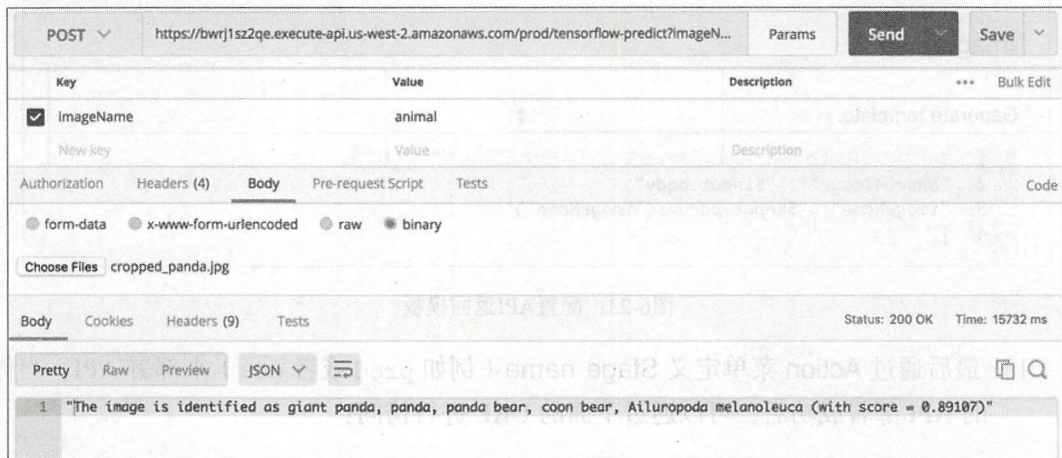 POST https://bwrj1sz2qe.execute-api.us-west-2.amazonaws.com/prod/tensorflow-predict?imageN... Params Send Save
Key Value Description ••• Bulk Edit
imageName animal
New key Value Description
Authorization Headers (4) Body Pre-request Script Tests Code
form-data x-www-form-urlencoded raw binary
Choose Files cropped_panda.jpg
Body Cookies Headers (9) Tests Status: 200 OK Time: 15732 ms
Pretty Raw Preview JSON
1 "The image is identified as giant panda, panda, panda bear, coon bear, Ailuropoda melanoleuca (with score = 0.89107)"